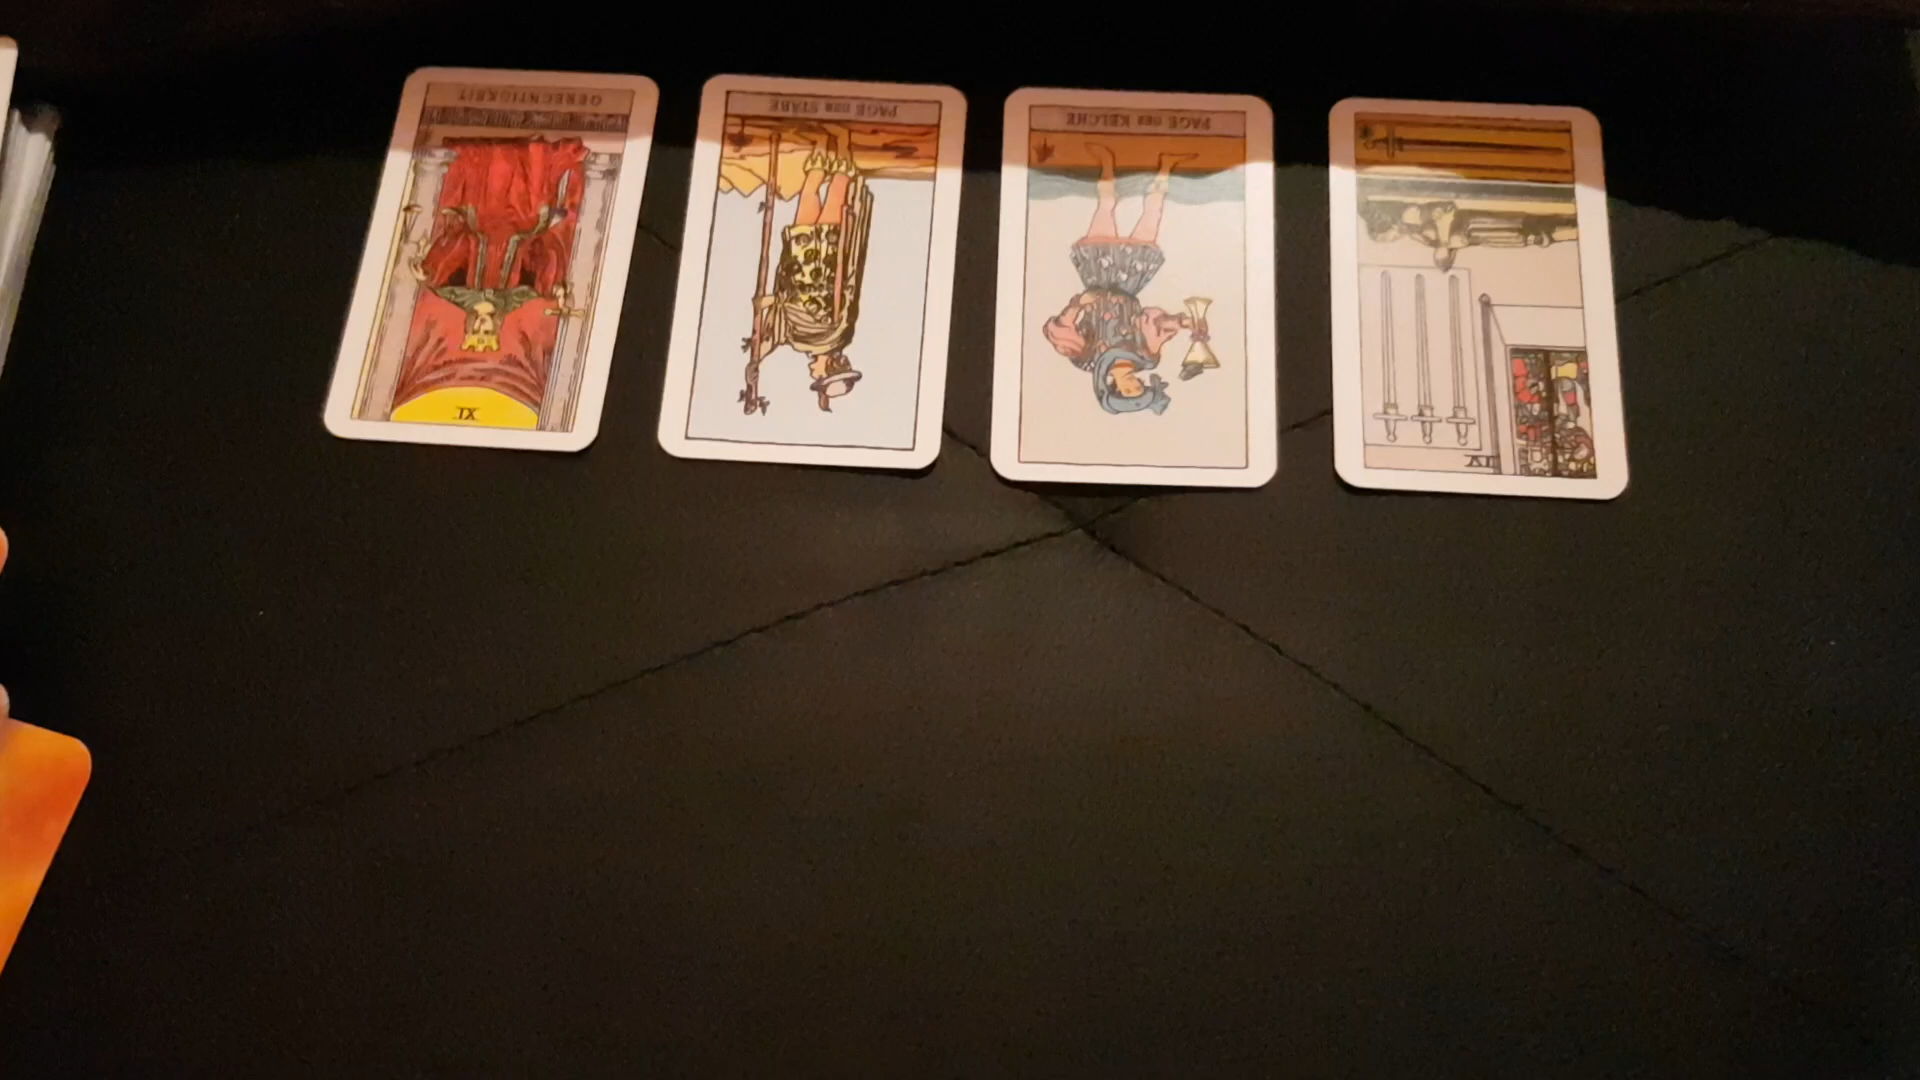 GERECHTIGKEIT
PAGE DER STÄBE
PAGE DER KELCHE
XI
IV